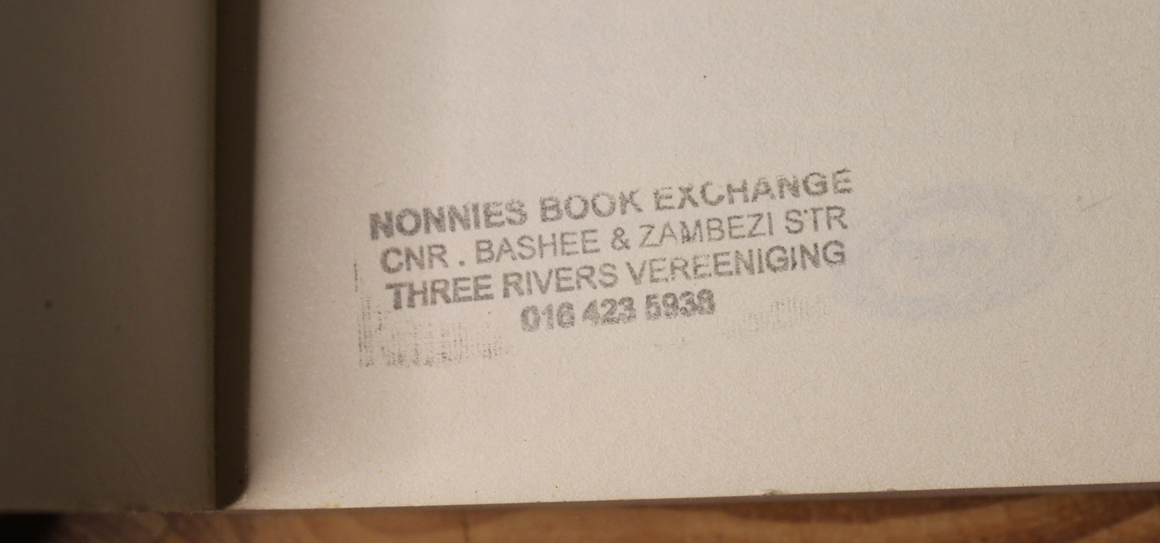 NONNIES BOOK EXCHANGE
CNR . BASHEE & ZAMBEZI STR
THREE RIVERS VEREENIGING
016 423 5938